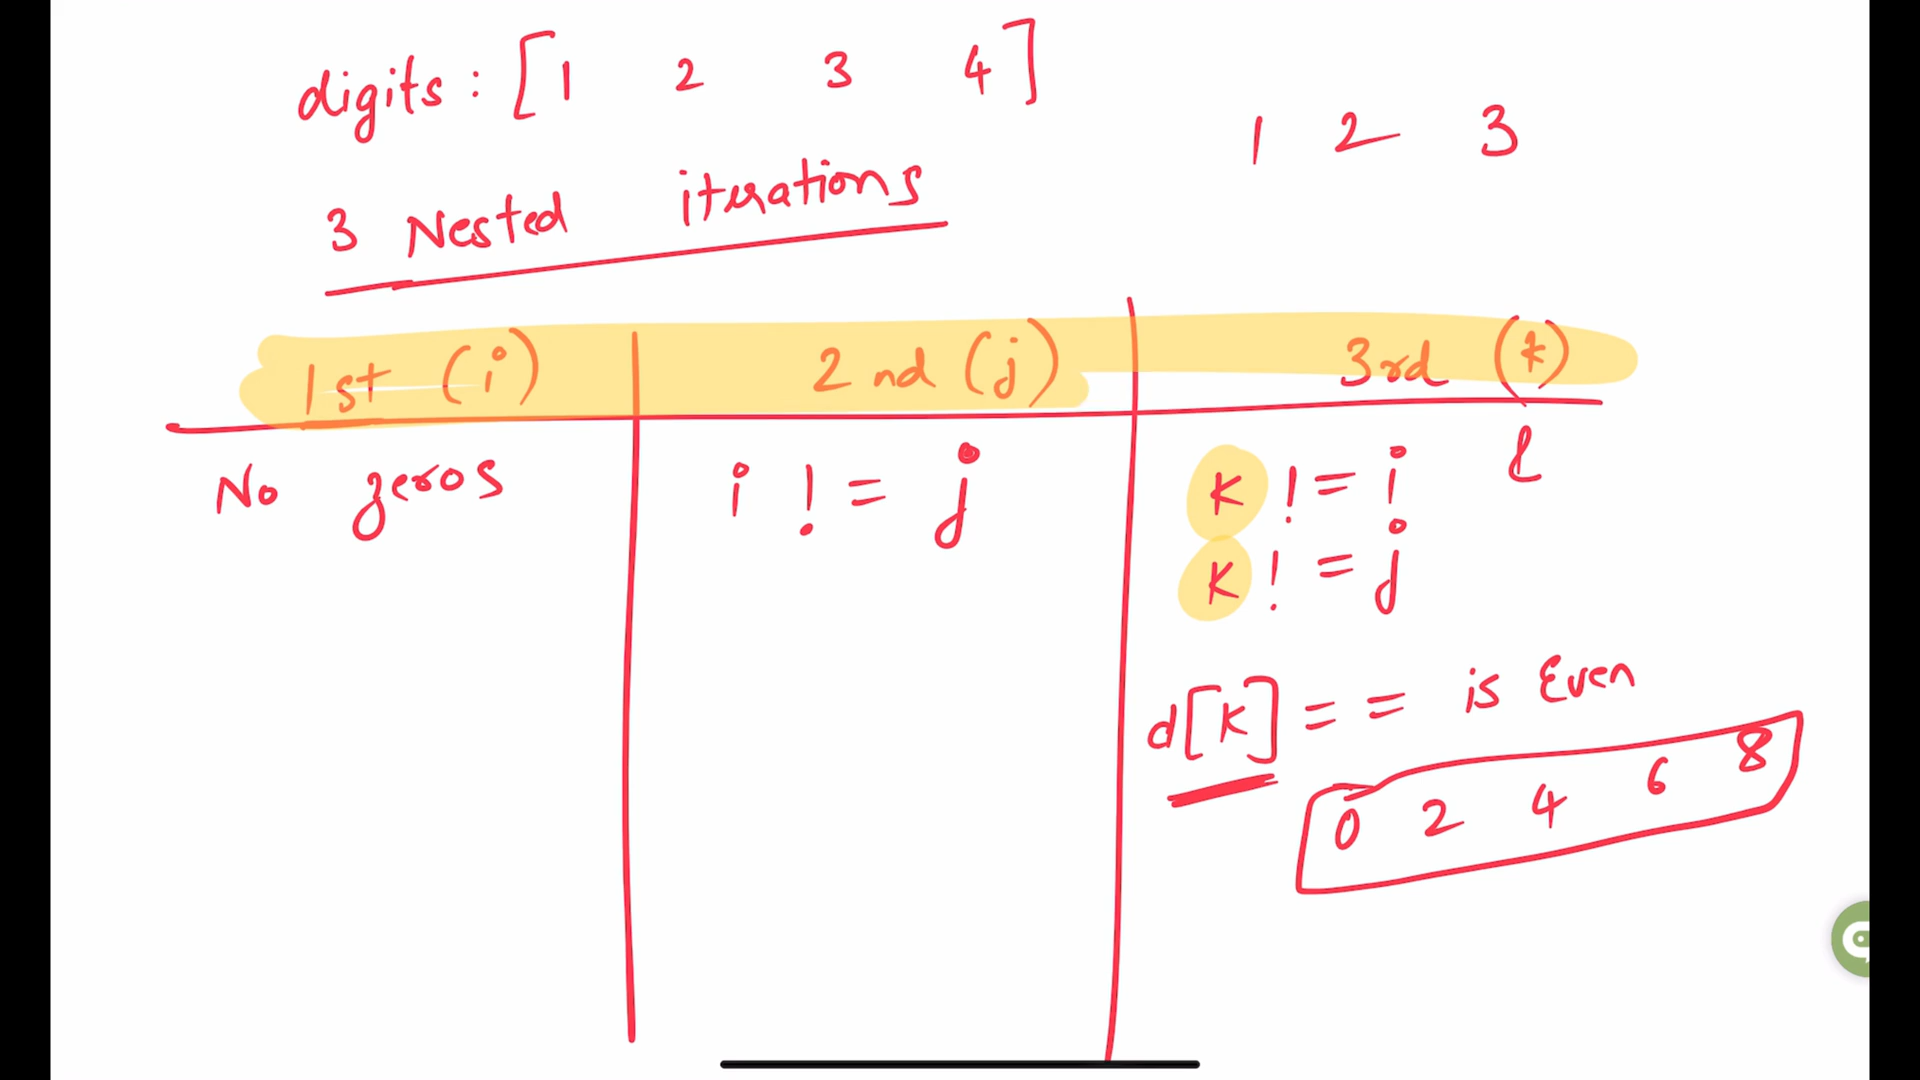 digits : [1 2 3 4]
1 2 3
3 Nested iterations
1st (i) 2nd (j) 3rd (k)
No zeros i != j k != i l
k != j
d[k] == is Even
0 2 4 6 8